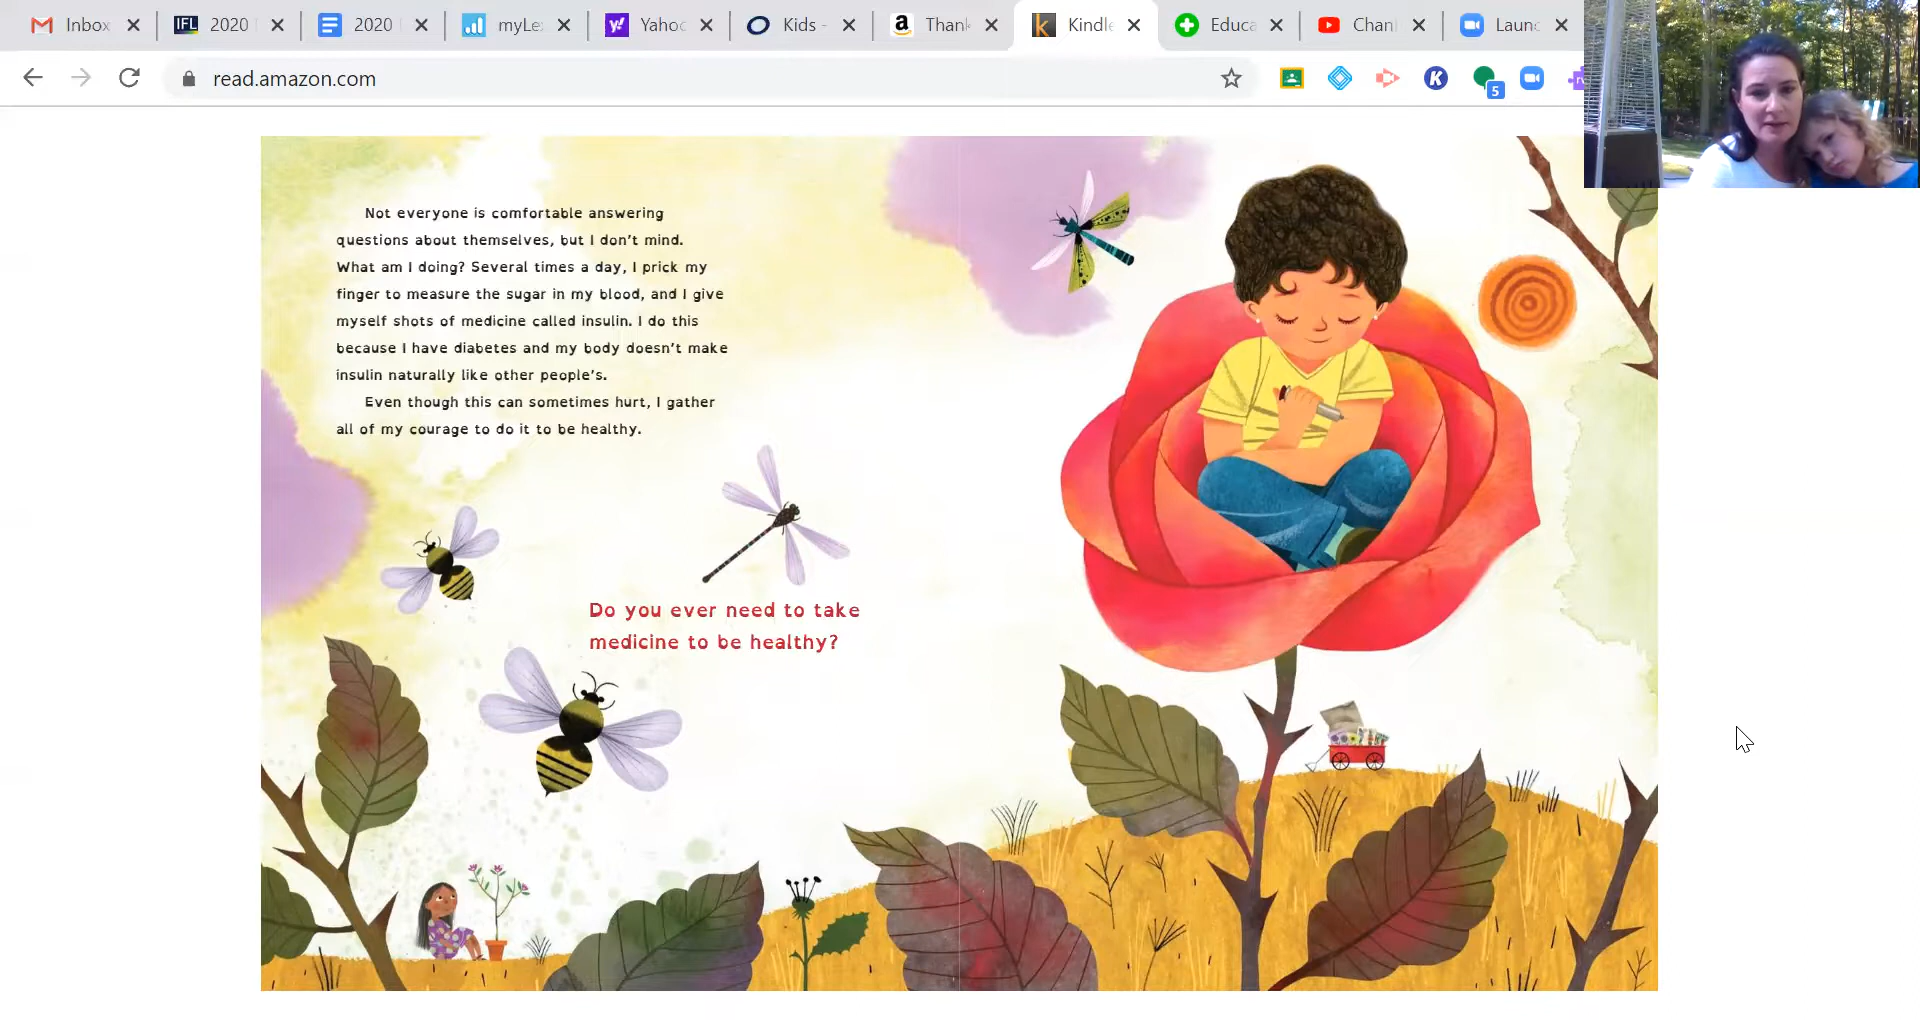 Inbox
IFL 2020
2020
myLe
Yahoo
Kids -
a Thank
k Kindle
Educa
Chan
Launc
read.amazon.com
K
5
Not everyone is comfortable answering
questions about themselves, but I don't mind.
What am I doing? Several times a day, I prick my
finger to measure the sugar in my blood, and I give
myself shots of medicine called insulin. I do this
because I have diabetes and my body doesn't make
insulin naturally like other people's.
Even though this can sometimes hurt, I gather
all of my courage to do it to be healthy.
Do you ever need to take
medicine to be healthy?